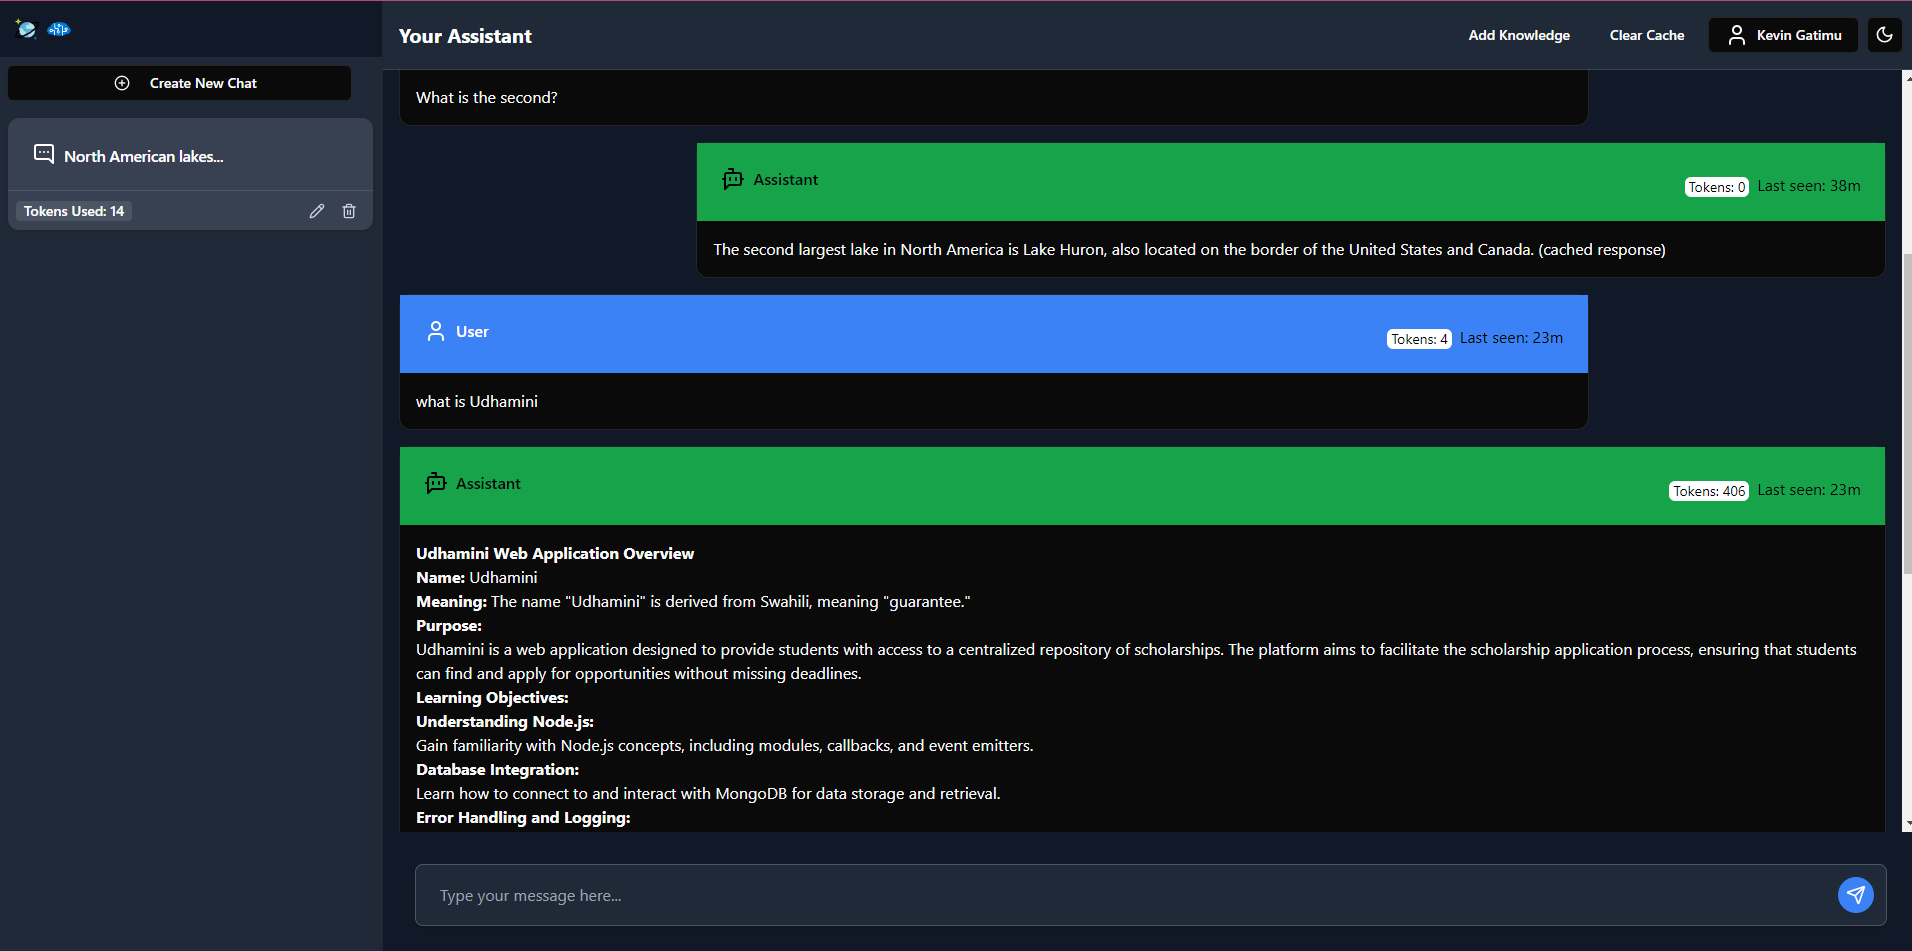 Your Assistant
Add Knowledge
Clear Cache
Kevin Gatimu
Create New Chat
North American lakes...
Tokens Used: 14
What is the second?
Assistant
Tokens: 0
Last seen: 38m
The second largest lake in North America is Lake Huron, also located on the border of the United States and Canada. (cached response)
User
Tokens: 4
Last seen: 23m
what is Udhamini
Assistant
Tokens: 406
Last seen: 23m
Udhamini Web Application Overview
Name: Udhamini
Meaning: The name "Udhamini" is derived from Swahili, meaning "guarantee."
Purpose:
Udhamini is a web application designed to provide students with access to a centralized repository of scholarships. The platform aims to facilitate the scholarship application process, ensuring that students
can find and apply for opportunities without missing deadlines.
Learning Objectives:
Understanding Node.js:
Gain familiarity with Node.js concepts, including modules, callbacks, and event emitters.
Database Integration:
Learn how to connect to and interact with MongoDB for data storage and retrieval.
Error Handling and Logging:
Type your message here...